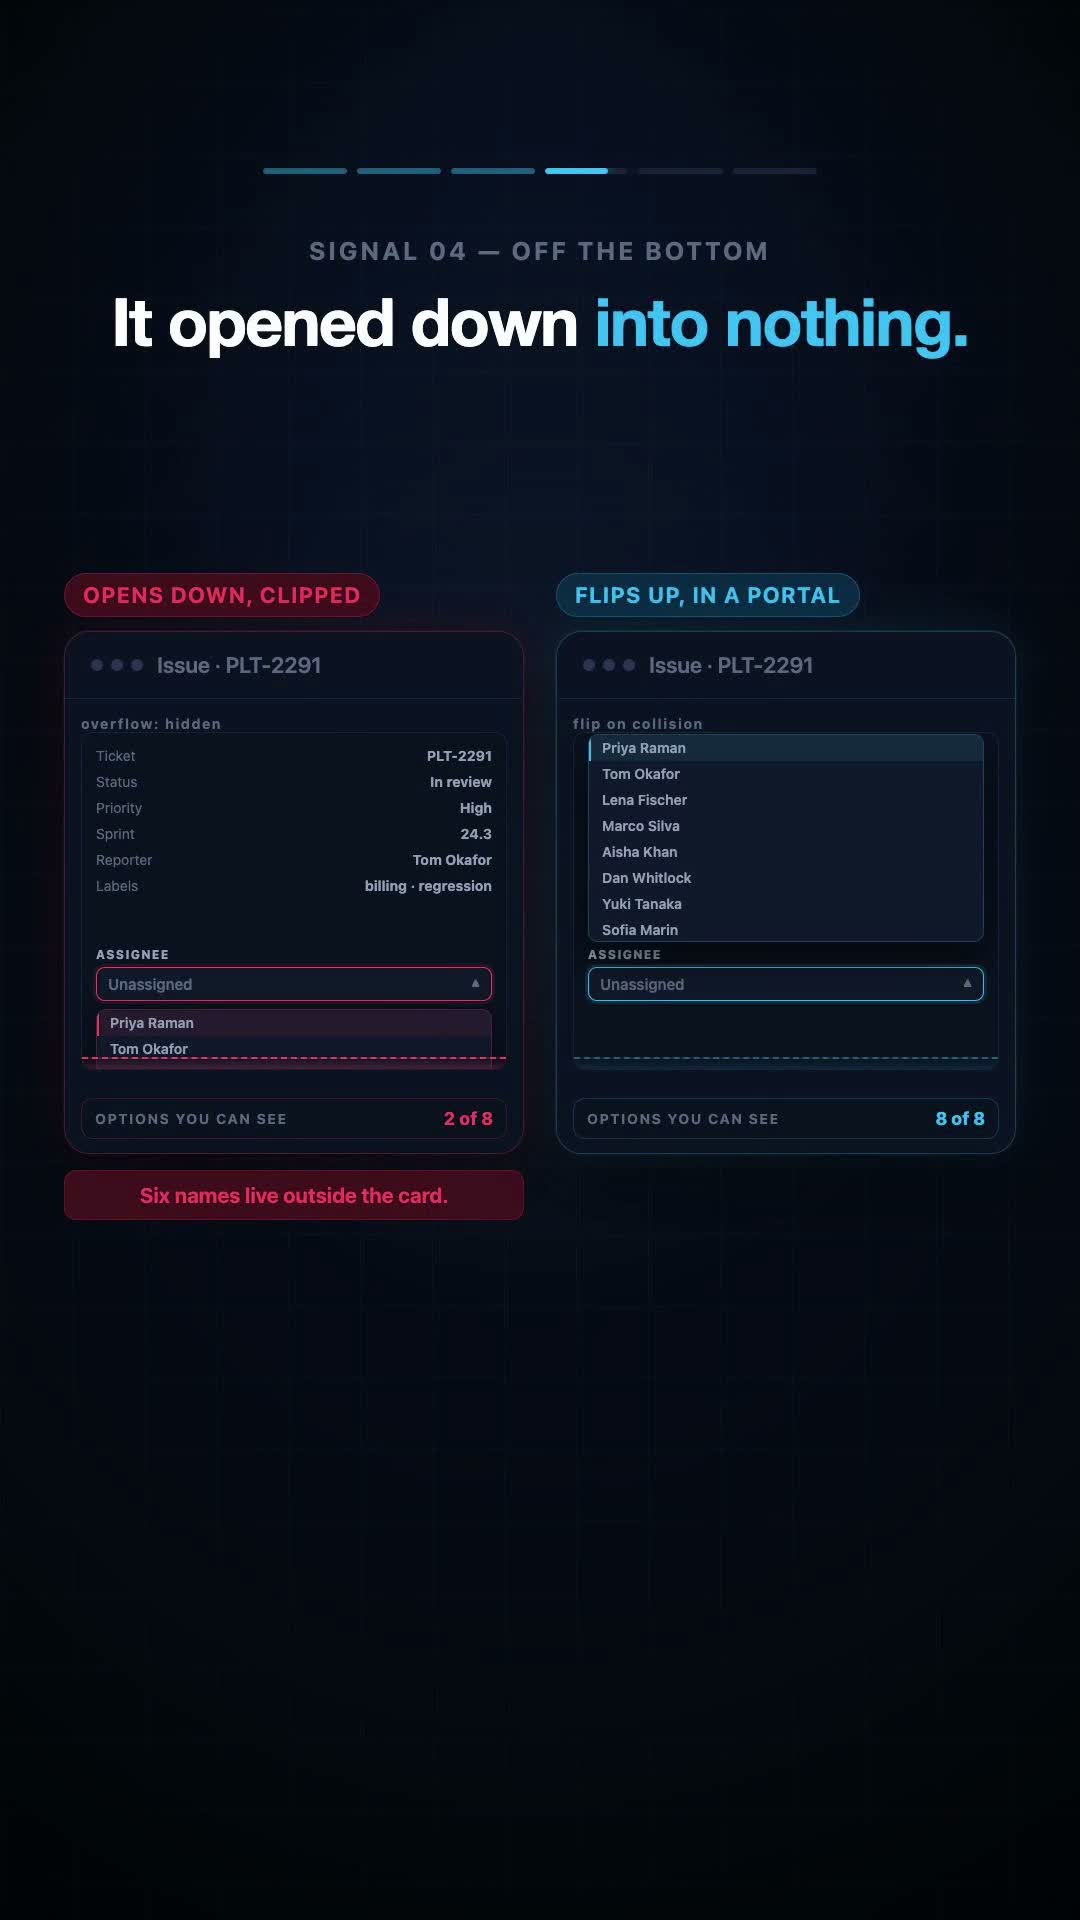 SIGNAL 04 — OFF THE BOTTOM
It opened down into nothing.
OPENS DOWN, CLIPPED
Issue · PLT-2291
overflow: hidden
Ticket PLT-2291
Status In review
Priority High
Sprint 24.3
Reporter Tom Okafor
Labels billing · regression
ASSIGNEE
Unassigned
Priya Raman
Tom Okafor
OPTIONS YOU CAN SEE 2 of 8
Six names live outside the card.
FLIPS UP, IN A PORTAL
Issue · PLT-2291
flip on collision
Priya Raman
Tom Okafor
Lena Fischer
Marco Silva
Aisha Khan
Dan Whitlock
Yuki Tanaka
Sofia Marin
ASSIGNEE
Unassigned
OPTIONS YOU CAN SEE 8 of 8